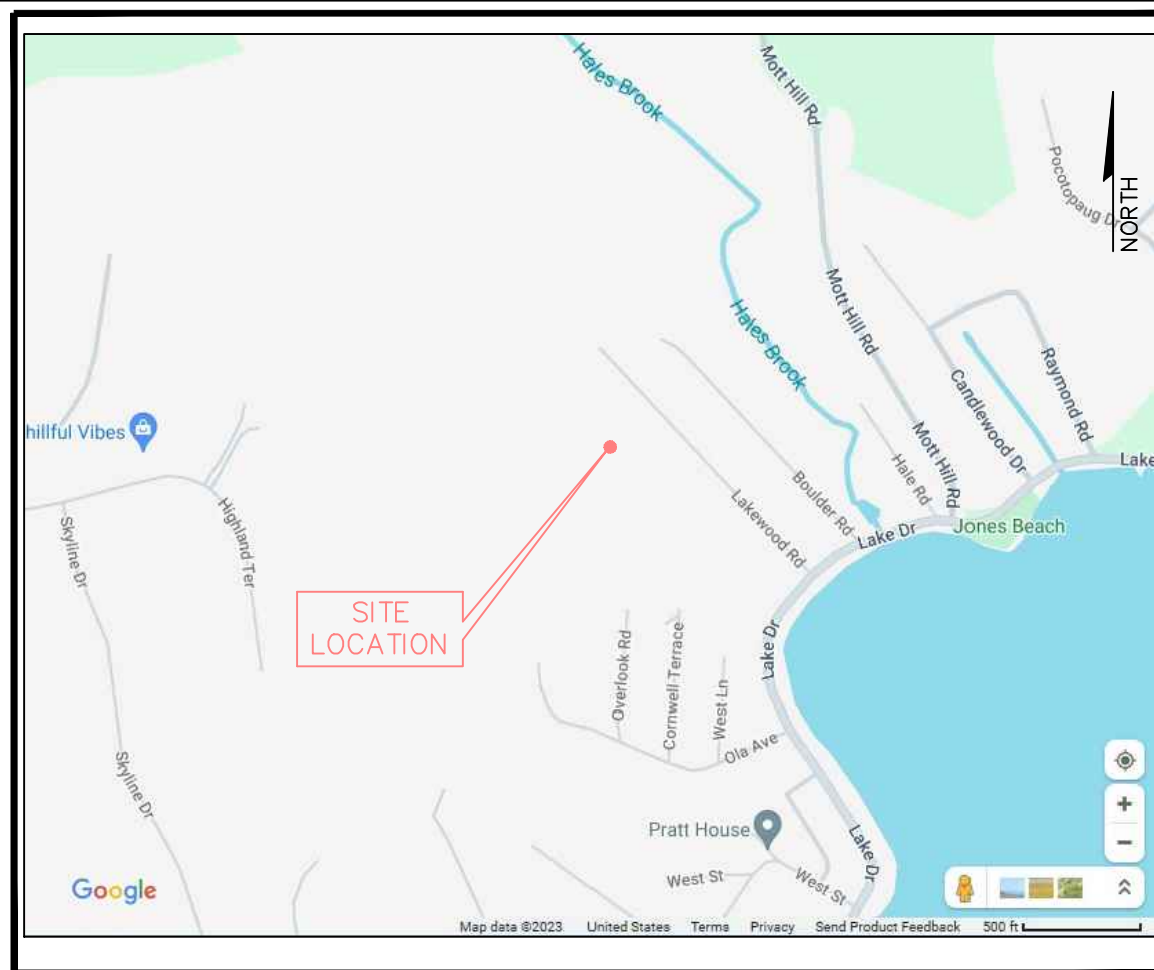 Hales Brook
Mott Hill Rd
Pocotopaug Dr
NORTH
Mott Hill Rd
Hales Brook
Raymond Rd
Candlewood Dr
hillful Vibes
Mott Hill Rd
Hale Rd
Lake
Boulder Rd
Lakewood Rd
Lake Dr
Jones Beach
Skyline Dr
Highland Ter
SITE
LOCATION
Overlook Rd
Cornwell Terrace
West Ln
Lake Dr
Ola Ave
Skyline Dr
Pratt House
Lake Dr
West St
West St
Google
Map data ©2023 United States Terms Privacy Send Product Feedback 500 ft